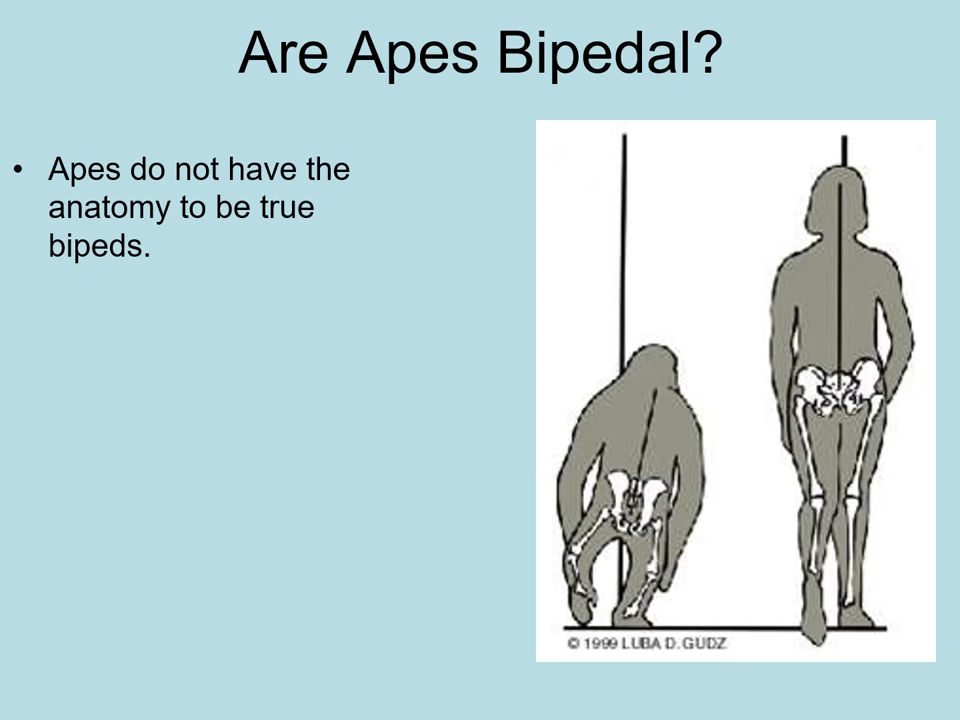 Are Apes Bipedal?
• Apes do not have the
anatomy to be true
bipeds.
© 1999 LUBA D. GUDZ